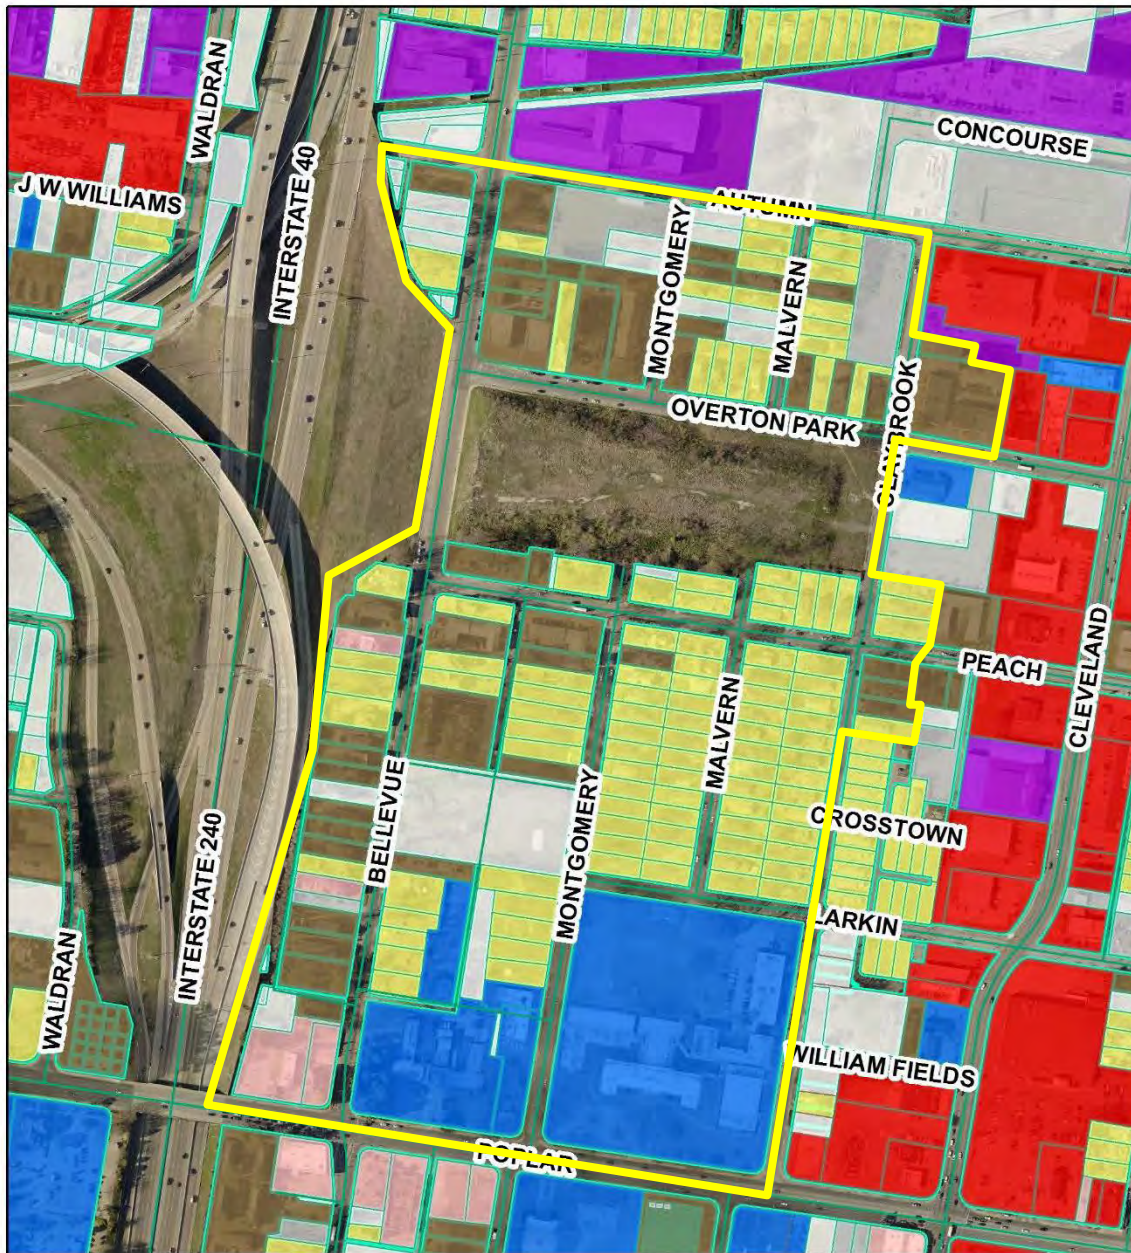 WALDRAN
CONCOURSE
INTERSTATE 40
J W WILLIAMS
AUTUMN
MONTGOMERY
MALVERN
CLAYBROOK
OVERTON PARK
PEACH
CLEVELAND
MALVERN
BELLEVUE
MONTGOMERY
CROSSTOWN
INTERSTATE 240
LARKIN
WALDRAN
WILLIAM FIELDS
POPLAR